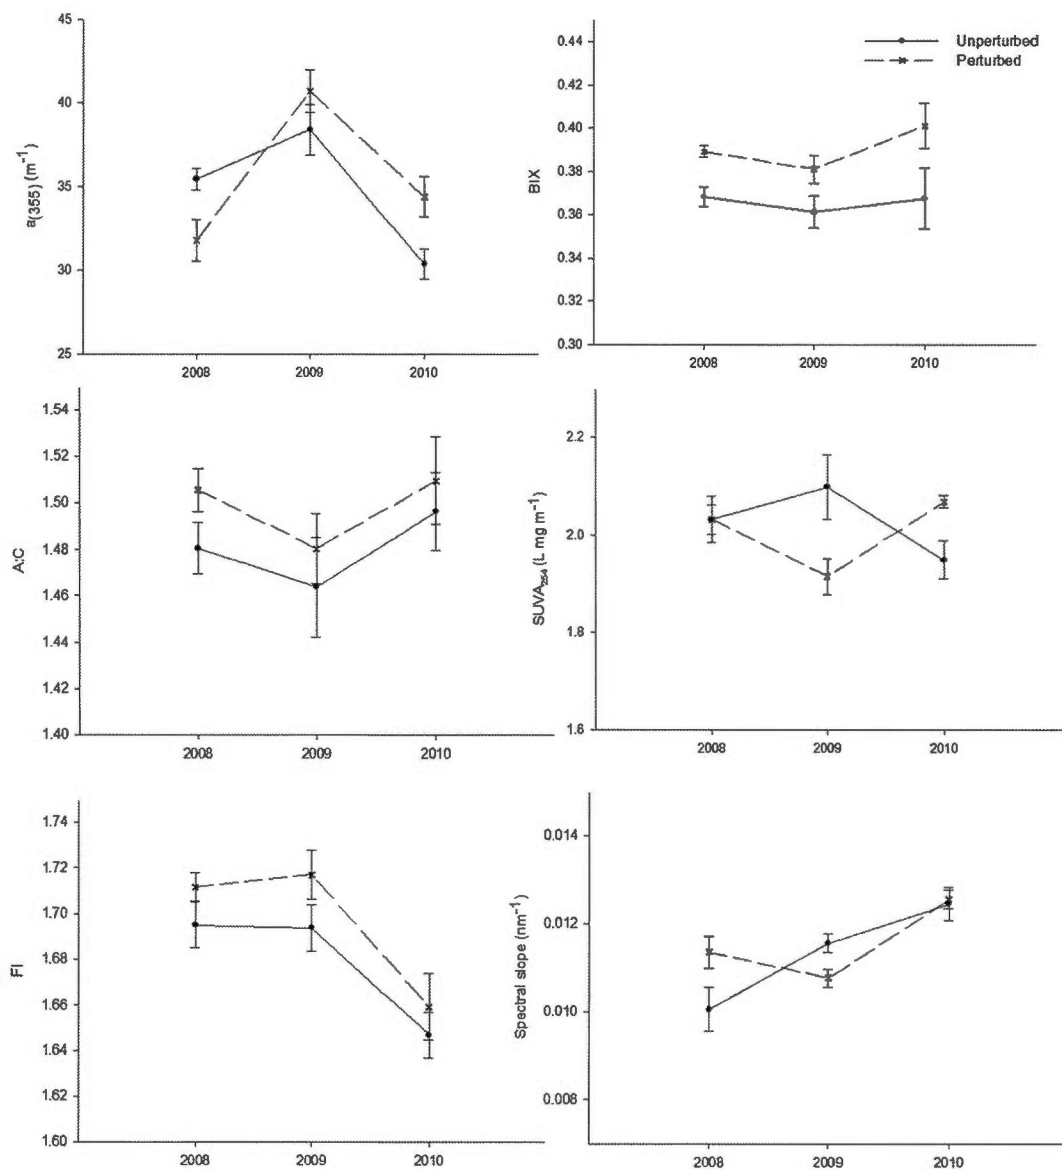 45
40
35
30
25
a(355) (m⁻¹)
2008 2009 2010
0.44
0.42
0.40
0.38
0.36
0.34
0.32
0.30
BIX
Unperturbed
Perturbed
2008 2009 2010
1.54
1.52
1.50
1.48
1.46
1.44
1.42
1.40
A:C
2008 2009 2010
2.2
2.0
1.8
1.6
SUVA₂₅₄ (L mg m⁻¹)
2008 2009 2010
1.74
1.72
1.70
1.68
1.66
1.64
1.62
1.60
FI
2008 2009 2010
0.014
0.012
0.010
0.008
Spectral slope (nm⁻¹)
2008 2009 2010